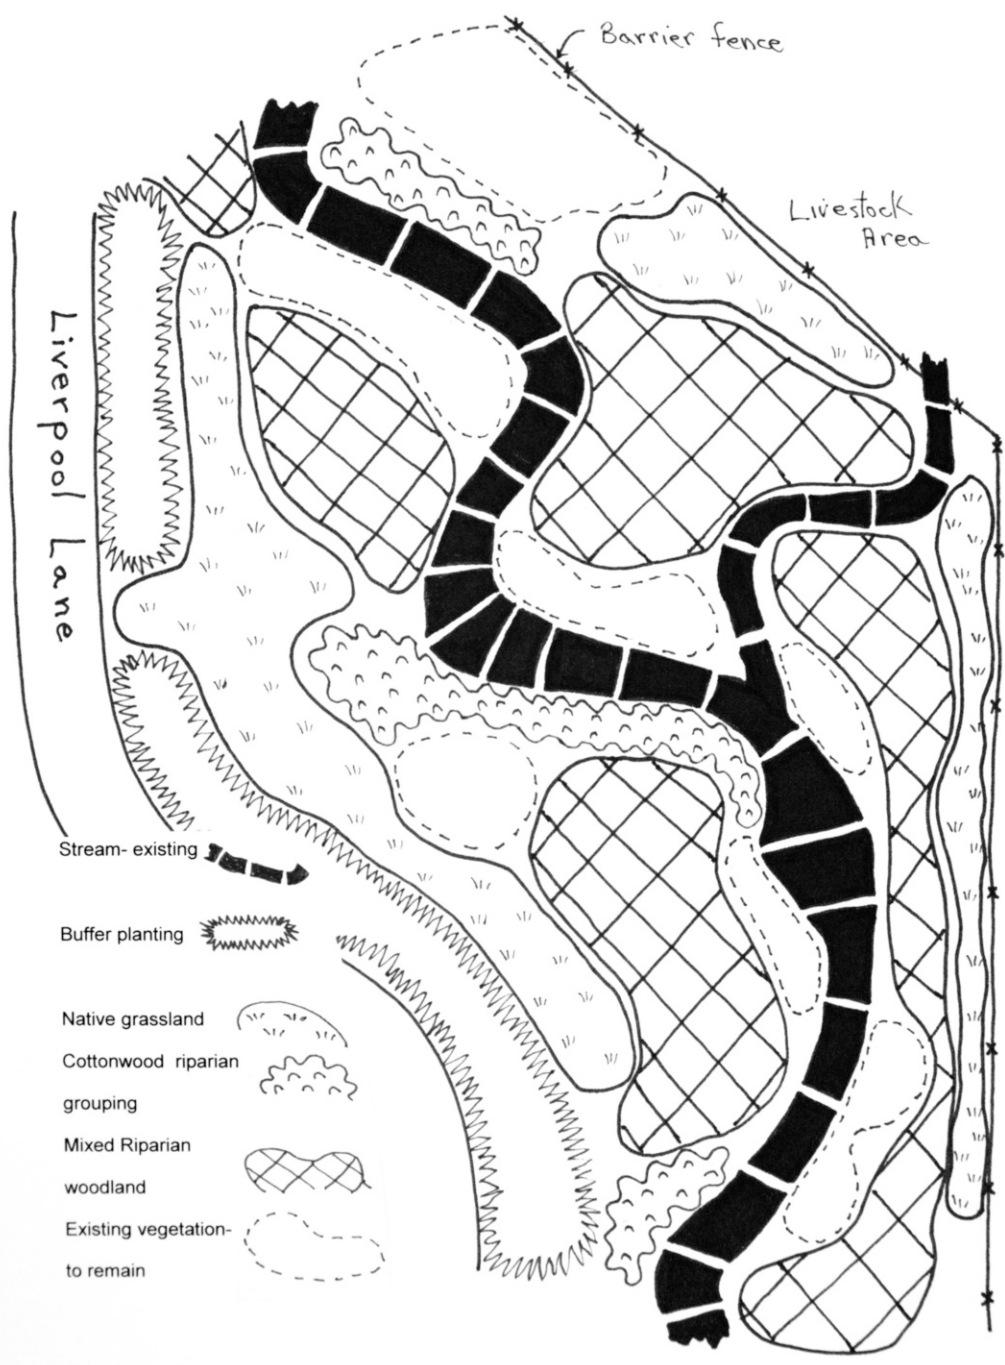 Barrier fence
Livestock
Area
Liverpool Lane
Stream- existing
Buffer planting
Native grassland
Cottonwood riparian
grouping
Mixed Riparian
woodland
Existing vegetation-
to remain